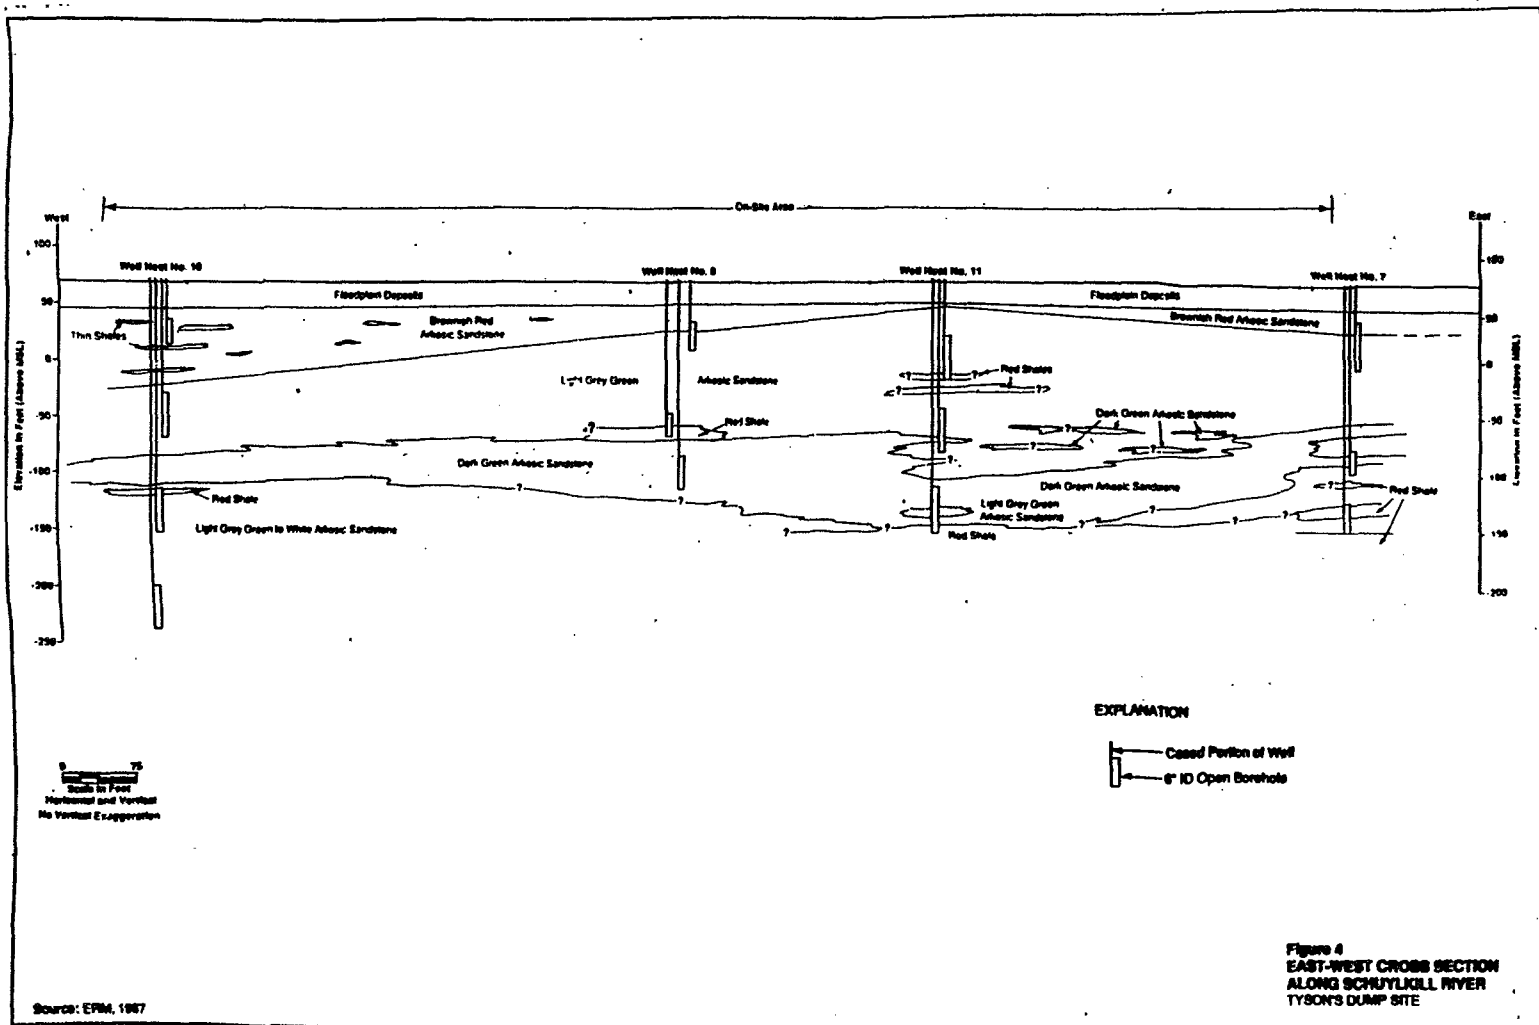 On-Site Area
West
East
100
50
0
-50
-100
-150
-200
-250
Elevation in Feet (Above MSL)
100
50
0
-50
-100
-150
-200
Elevation in Feet (Above MSL)
Well Nest No. 10
Well Nest No.
Well Nest No. 11
Well Nest No. 7
Floodplain Deposits
Floodplain Deposits
Thin Shales
Brownish Red
Arkosic Sandstone
Brownish Red Arkosic Sandstone
Light Grey Green
Arkosic Sandstone
<?
?
Red Shales
?
?>
?
Red Shale
Dark Green Arkosic Sandstone
?
?
?
?
?
Dark Green Arkosic Sandstone
?
?
Dark Green Arkosic Sandstone
Red Shale
Light Grey Green
Arkosic Sandstone
?
Red Shale
Light Grey Green to White Arkosic Sandstone
?
?
?
?
?
?
Red Shale
EXPLANATION
Cased Portion of Well
6" ID Open Borehole
0 75
Scale in Feet
Horizontal and Vertical
No Vertical Exaggeration
Figure 4
EAST-WEST CROSS SECTION
ALONG SCHUYLKILL RIVER
TYSON'S DUMP SITE
Source: ERM, 1987